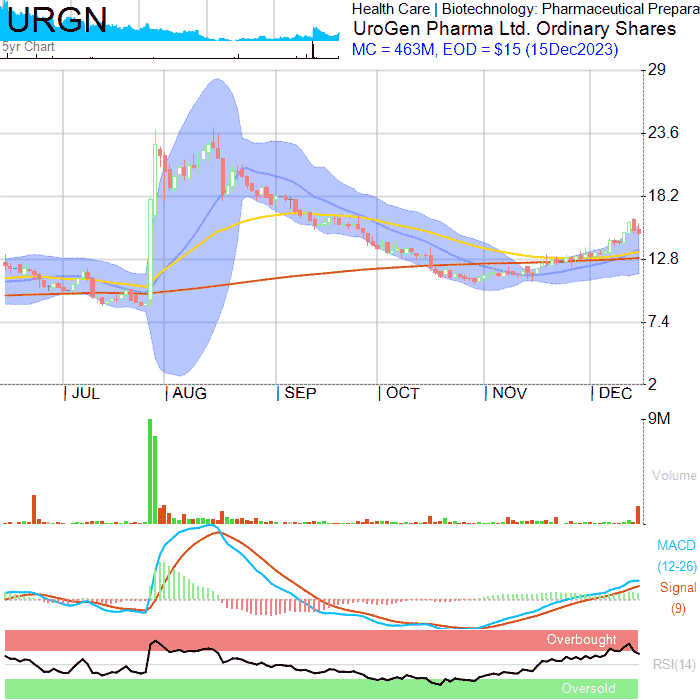 URGN
5yr Chart
Health Care | Biotechnology: Pharmaceutical Prepara
UroGen Pharma Ltd. Ordinary Shares
MC = 463M, EOD = $15 (15Dec2023)
29
23.6
18.2
12.8
7.4
2
JUL AUG SEP OCT NOV DEC
9M
Volume
MACD
(12-26)
Signal
(9)
Overbought
RSI(14)
Oversold